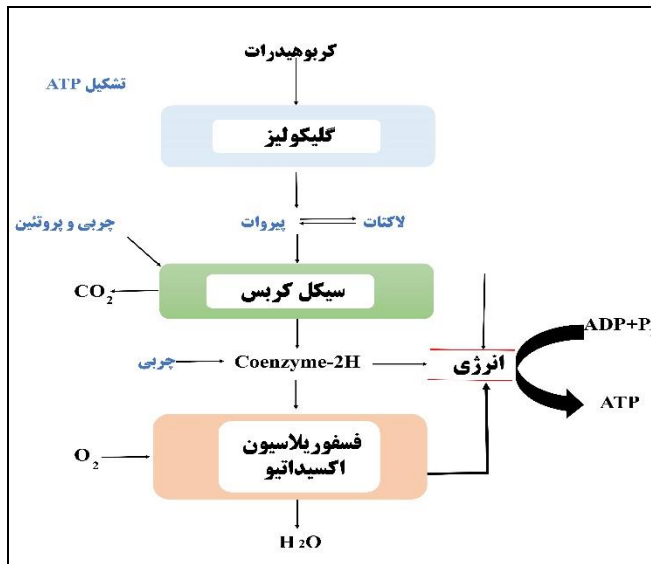 کربوهیدرات
تشکیل ATP
گلیکولیز
چربی و پروتئین
پیروات
لاکتات
CO₂
سیکل کربس
ADP+Pᵢ
چربی
Coenzyme-2H
انرژی
ATP
O₂
فسفوریلاسیون
اکسیداتیو
H₂O